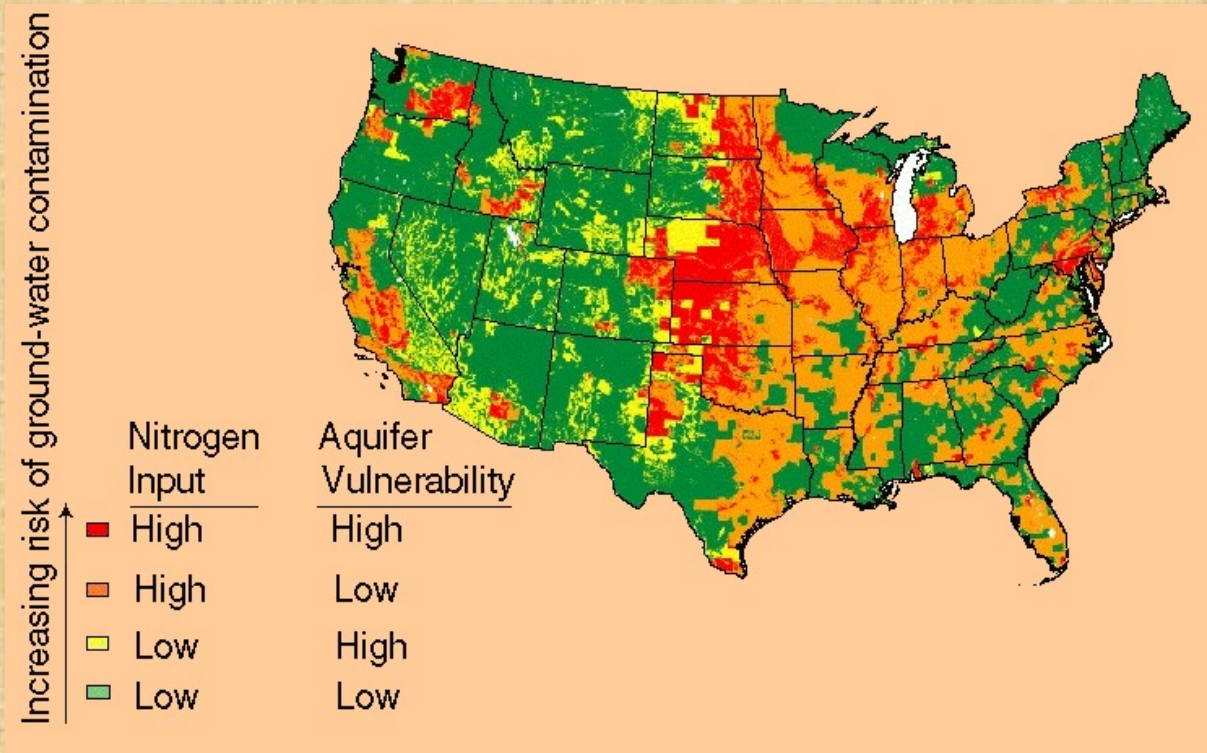 Increasing risk of ground-water contamination
Nitrogen Aquifer
Input Vulnerability
High High
High Low
Low High
Low Low